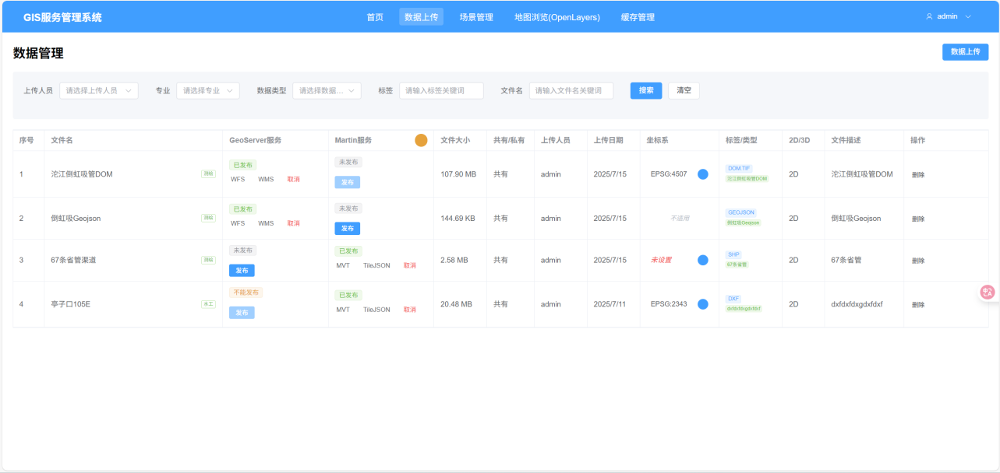 GIS服务管理系统 首页 数据上传 场景管理 地图浏览(OpenLayers) 缓存管理 admin
数据管理 数据上传
上传人员 请选择上传人员 专业 请选择专业 数据类型 请选择数据... 标签 请输入标签关键词 文件名 请输入文件名关键词 搜索 清空
序号 文件名 GeoServer服务 Martin服务 文件大小 共有/私有 上传人员 上传日期 坐标系 标签/类型 2D/3D 文件描述 操作
1 沱江倒虹吸管DOM 测绘 已发布 WFS WMS 取消 未发布 发布 107.90 MB 共有 admin 2025/7/15 EPSG:4507 DOM.TIF 沱江倒虹吸管DOM 2D 沱江倒虹吸管DOM 删除
2 倒虹吸Geojson 测绘 已发布 WFS WMS 取消 未发布 发布 144.69 KB 共有 admin 2025/7/15 不适用 GEOJSON 倒虹吸Geojson 2D 倒虹吸Geojson 删除
3 67条省管渠道 测绘 未发布 发布 已发布 MVT TileJSON 取消 2.58 MB 共有 admin 2025/7/15 未设置 SHP 67条省管 2D 67条省管 删除
4 亭子口105E 水工 不能发布 发布 已发布 MVT TileJSON 取消 20.48 MB 共有 admin 2025/7/11 EPSG:2343 DXF dxfdxfdxgdxfdxf 2D dxfdxfdxgdxfdxf 删除